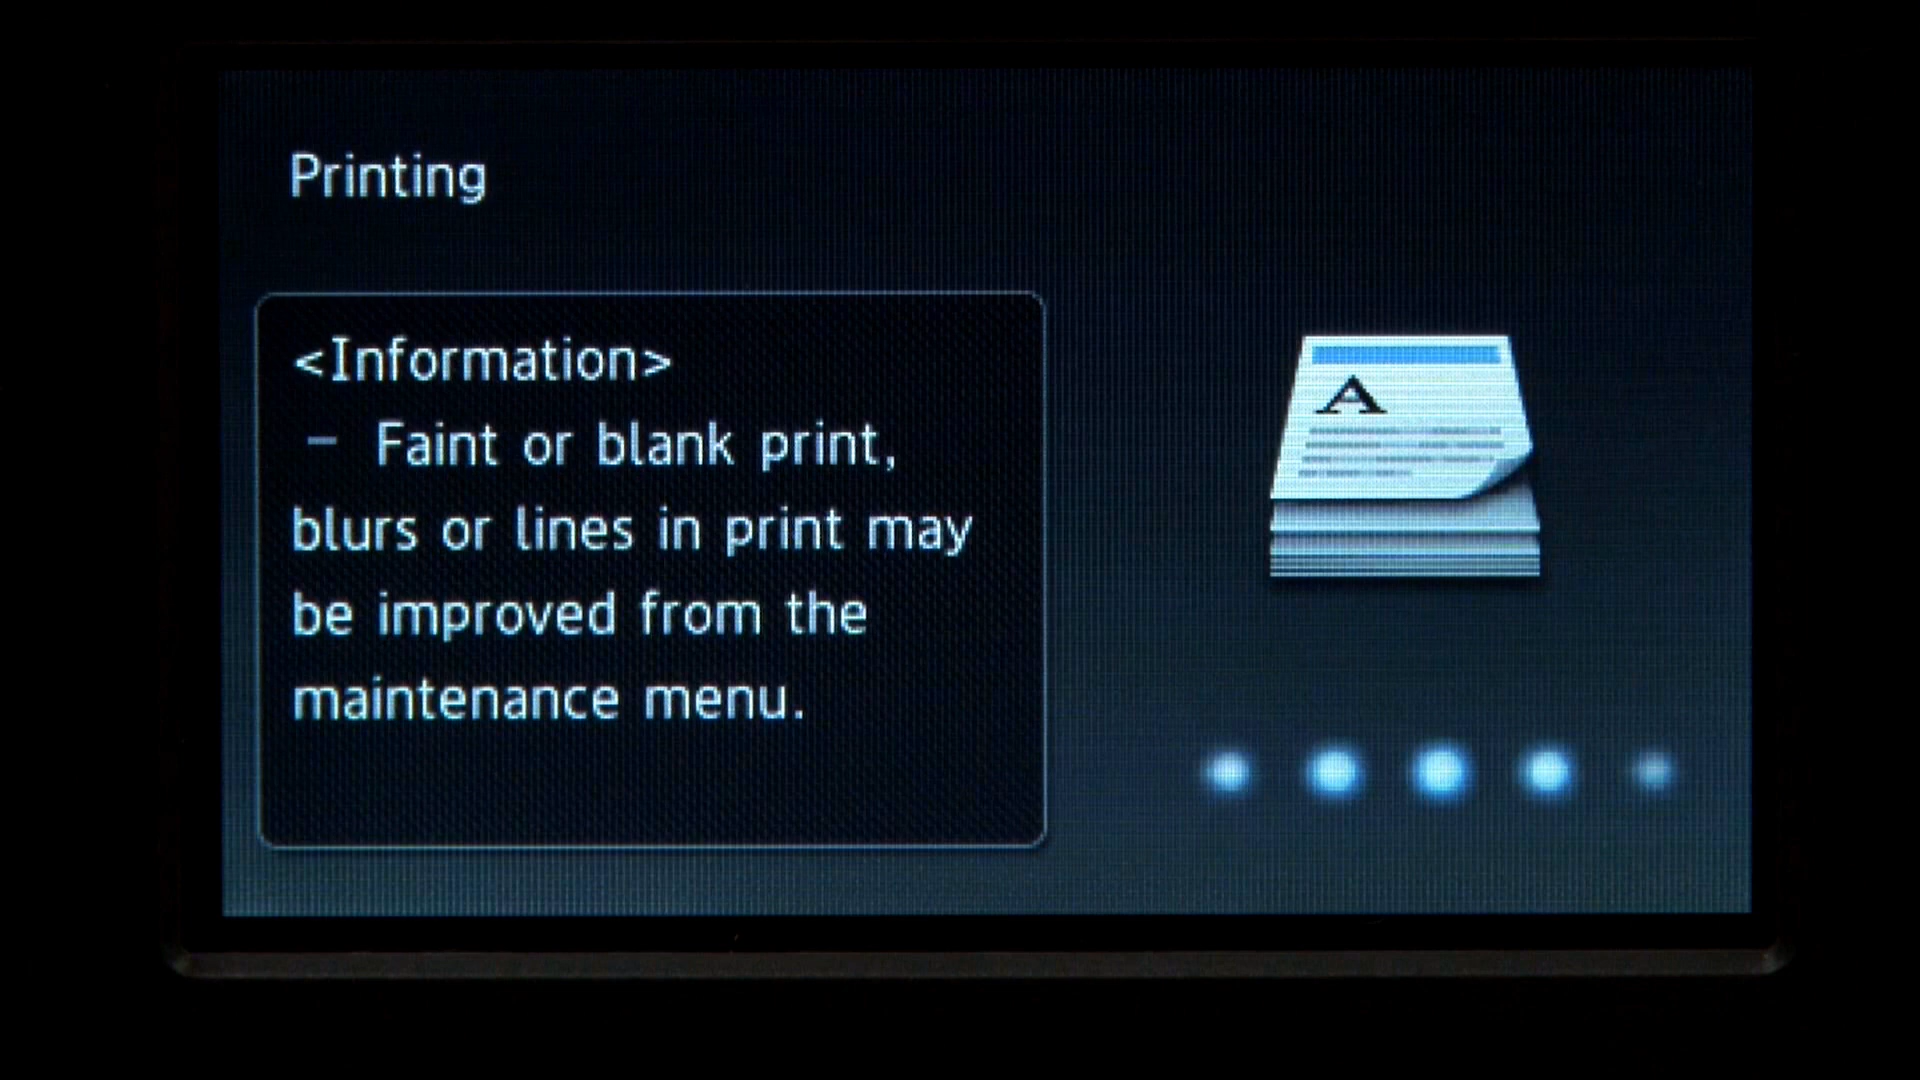 Printing
<Information>
– Faint or blank print,
blurs or lines in print may
be improved from the
maintenance menu.
A